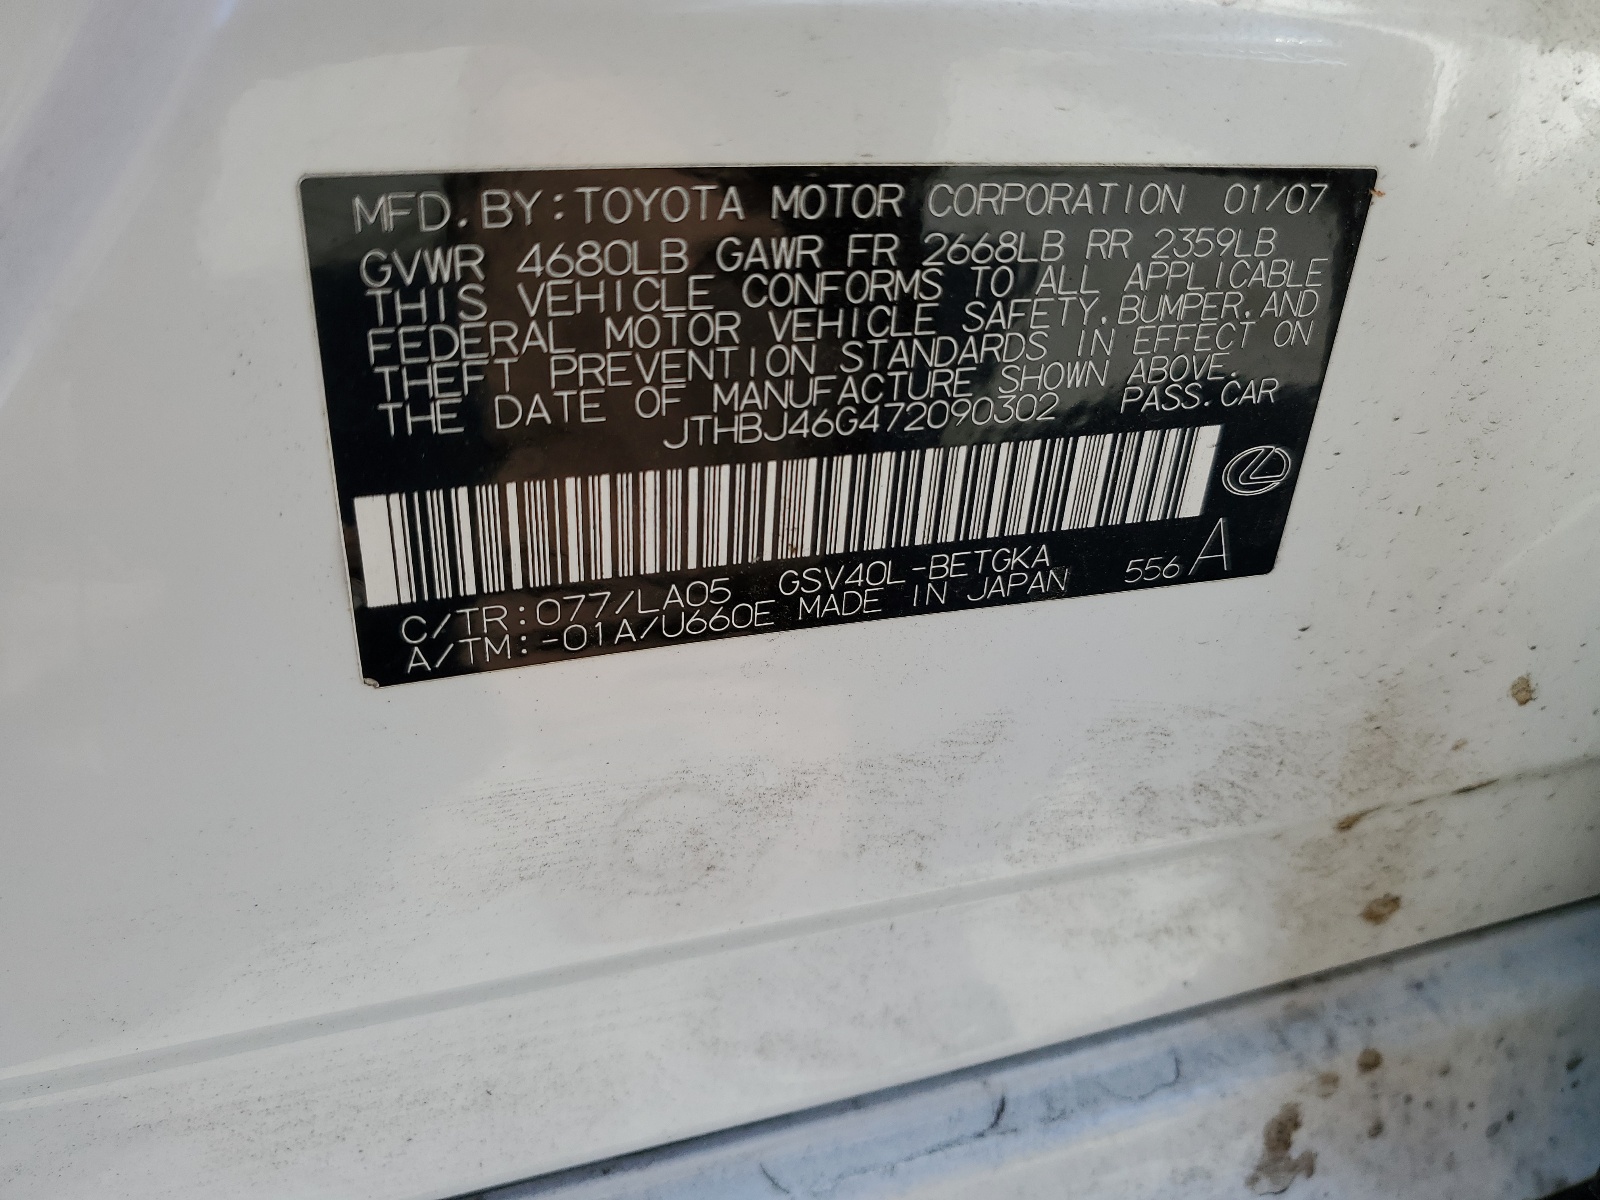 MFD. BY: TOYOTA MOTOR CORPORATION 01/07
GVWR 4680LB GAWR FR 2668LB RR 2359LB
THIS VEHICLE CONFORMS TO ALL APPLICABLE
FEDERAL MOTOR VEHICLE SAFETY, BUMPER, AND
THEFT PREVENTION STANDARDS IN EFFECT ON
THE DATE OF MANUFACTURE SHOWN ABOVE.
JTHBJ46G472090302 PASS. CAR
C/TR: 077/LA05 GSV40L-BETGKA
A/TM: -01A/U660E MADE IN JAPAN 556 A